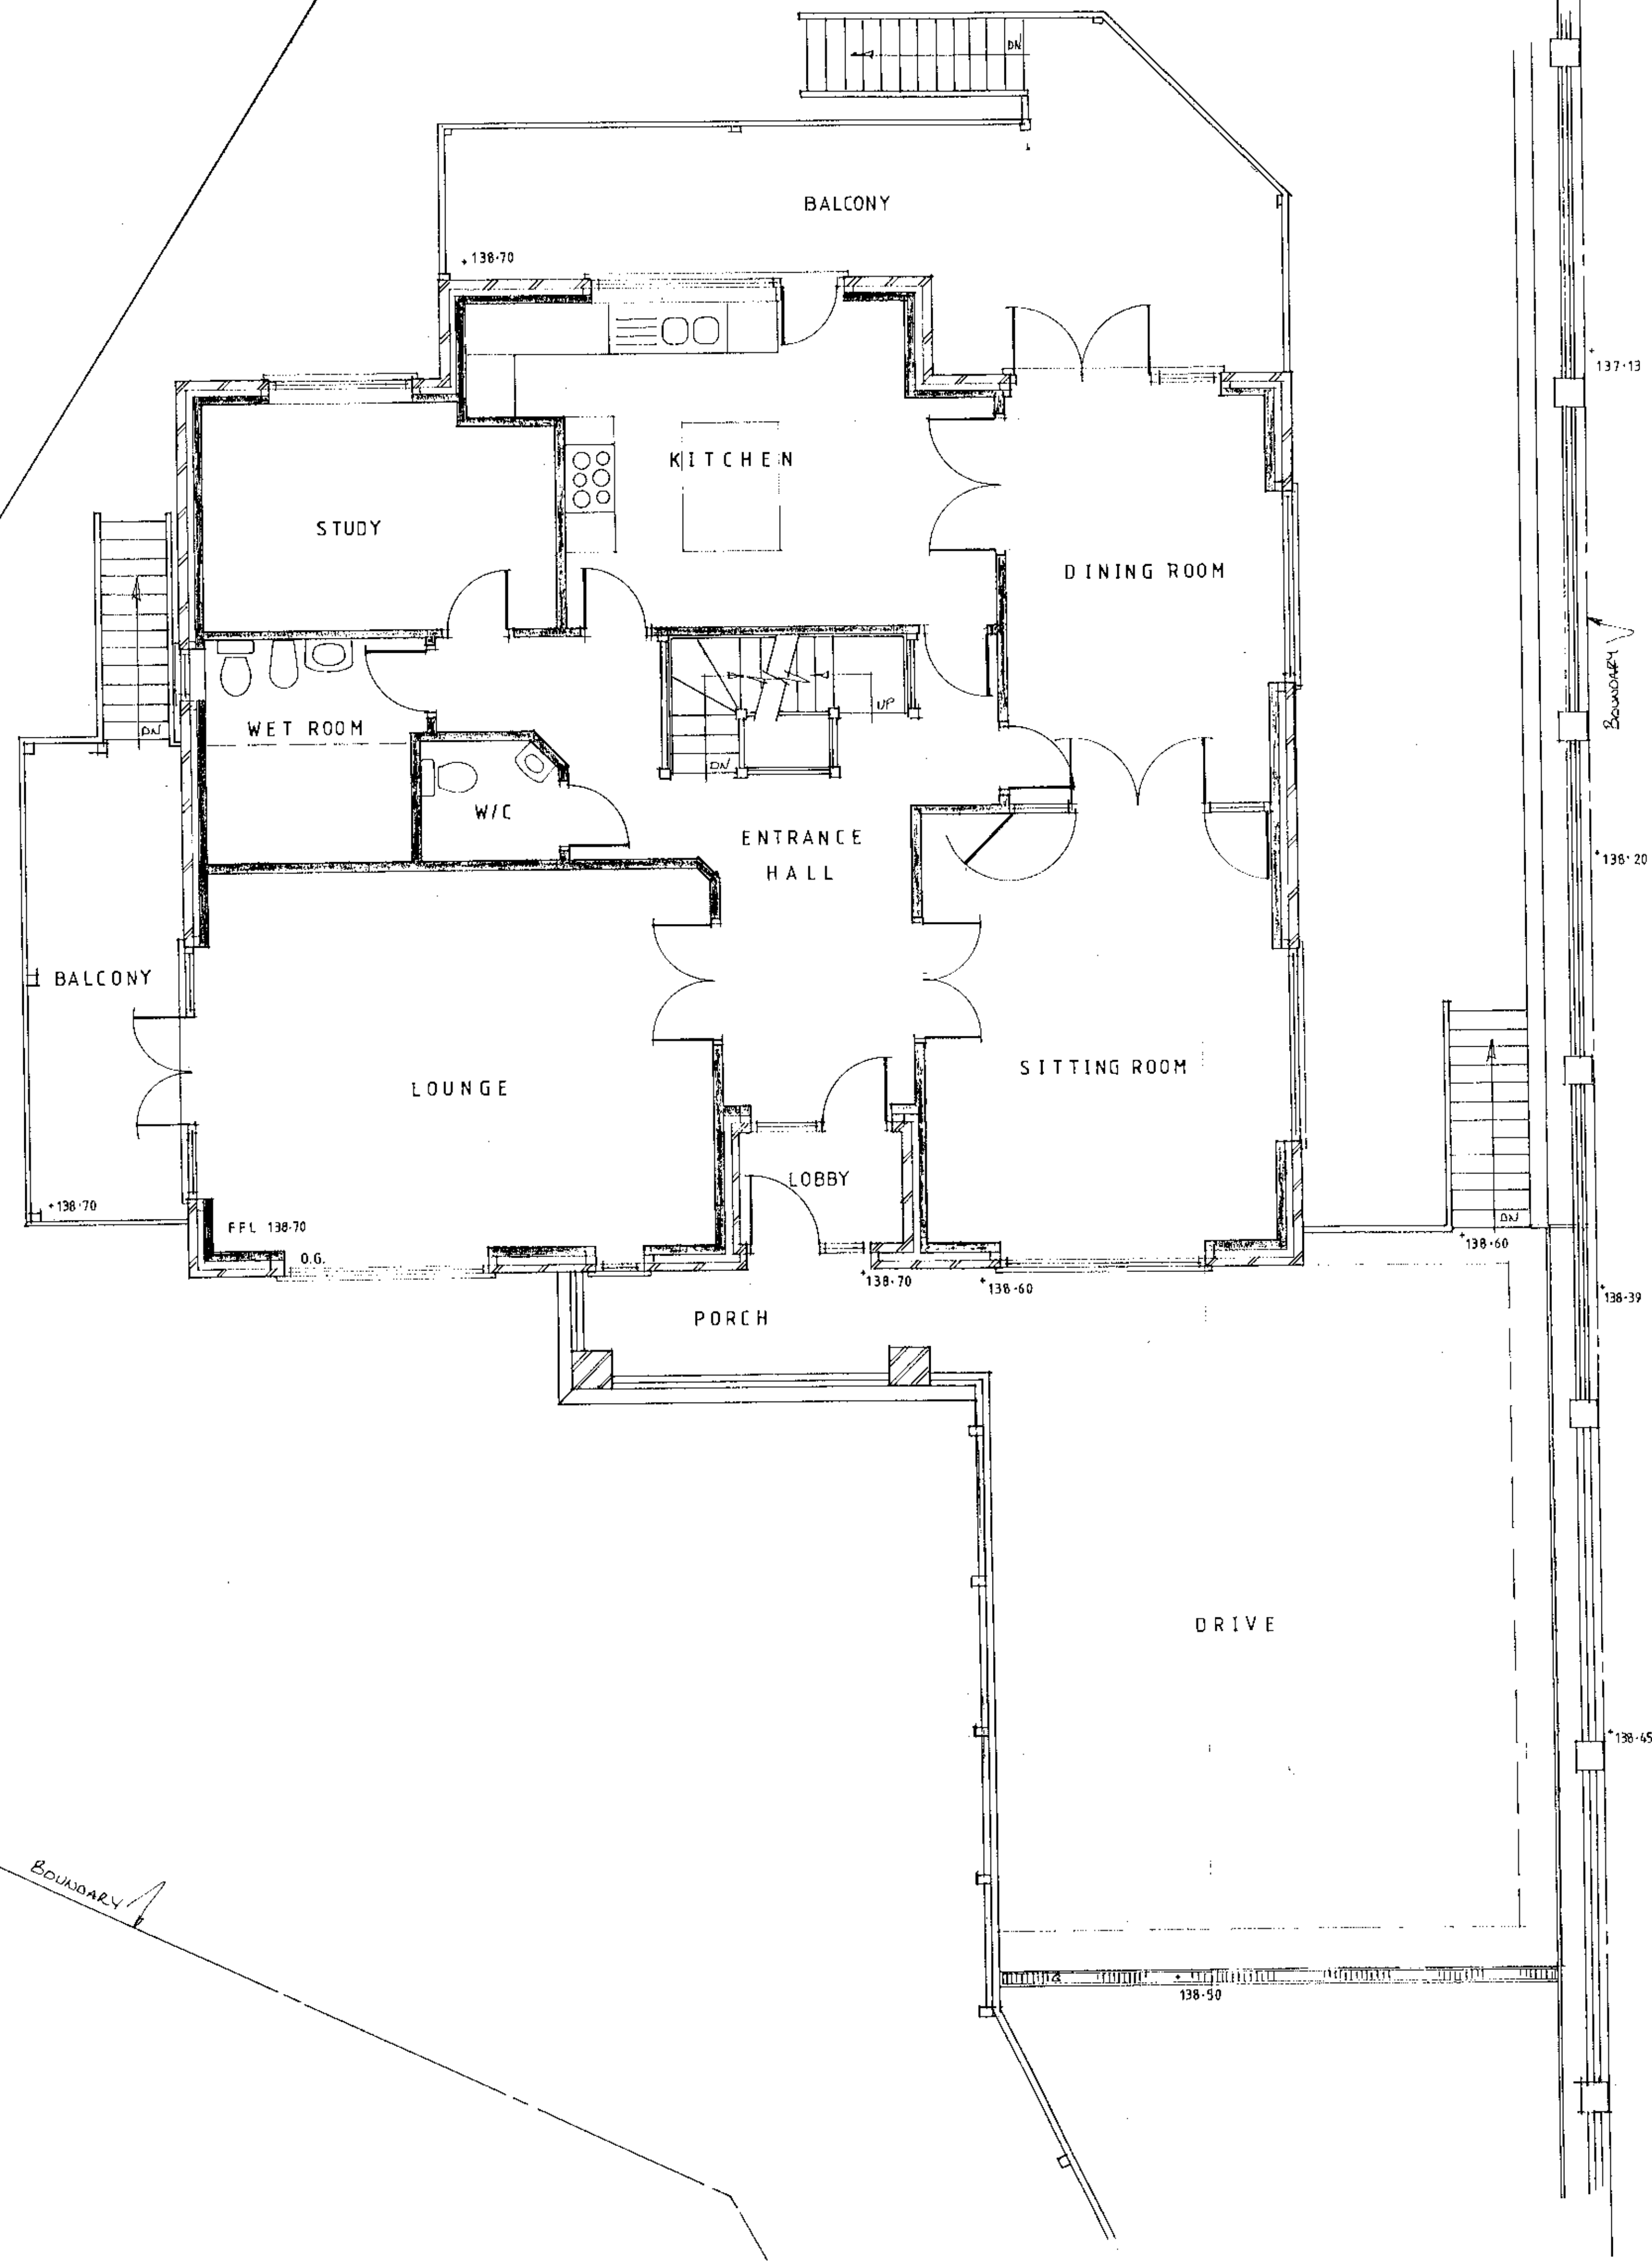 DN
BALCONY
138·70
137·13
KITCHEN
STUDY
DINING ROOM
BOUNDARY
UP
WET ROOM
DN
DN
W/C
ENTRANCE
HALL
138·20
BALCONY
SITTING ROOM
LOUNGE
LOBBY
138·70
FFL 138·70
DN
O.G.
138·60
138·70
138·60
138·39
PORCH
DRIVE
138·45
BOUNDARY
138·50